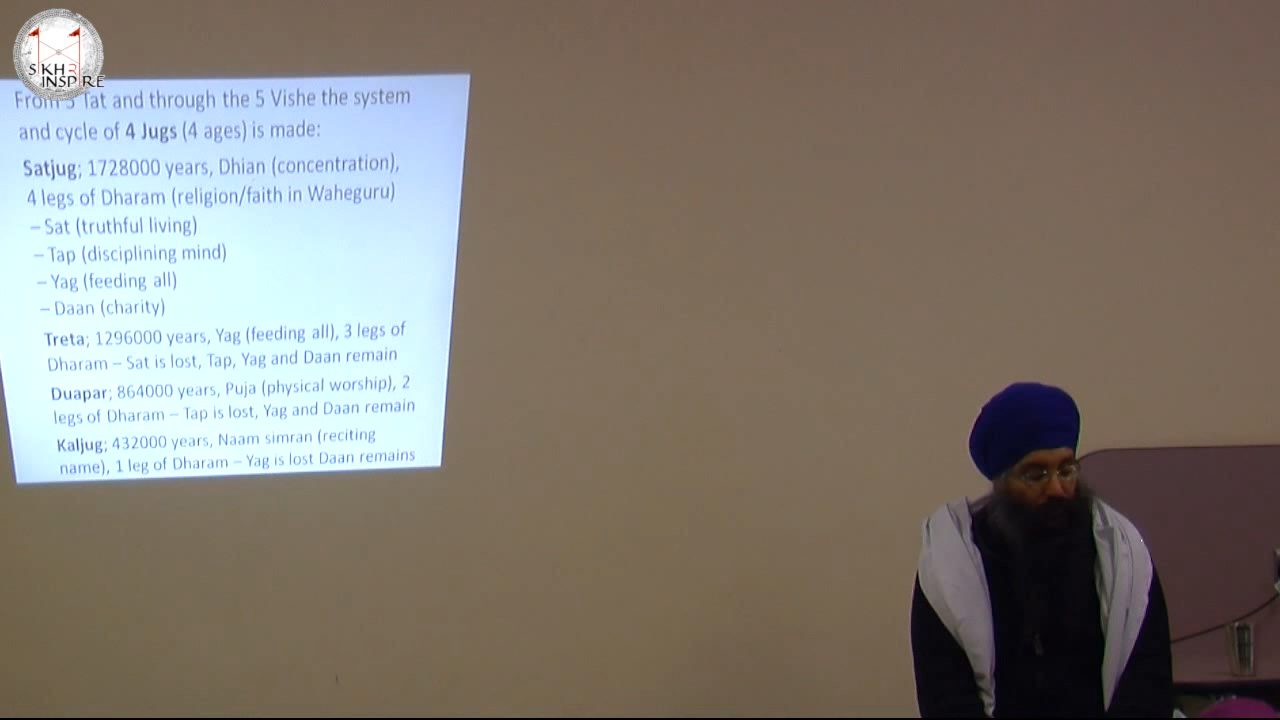 SIKH2
INSPIRE
From 5 Tat and through the 5 Vishe the system
and cycle of 4 Jugs (4 ages) is made:
Satjug; 1728000 years, Dhian (concentration),
4 legs of Dharam (religion/faith in Waheguru)
– Sat (truthful living)
– Tap (disciplining mind)
– Yag (feeding all)
– Daan (charity)
Treta; 1296000 years, Yag (feeding all), 3 legs of
Dharam – Sat is lost, Tap, Yag and Daan remain
Duapar; 864000 years, Puja (physical worship), 2
legs of Dharam – Tap is lost, Yag and Daan remain
Kaljug; 432000 years, Naam simran (reciting
name), 1 leg of Dharam – Yag is lost Daan remains